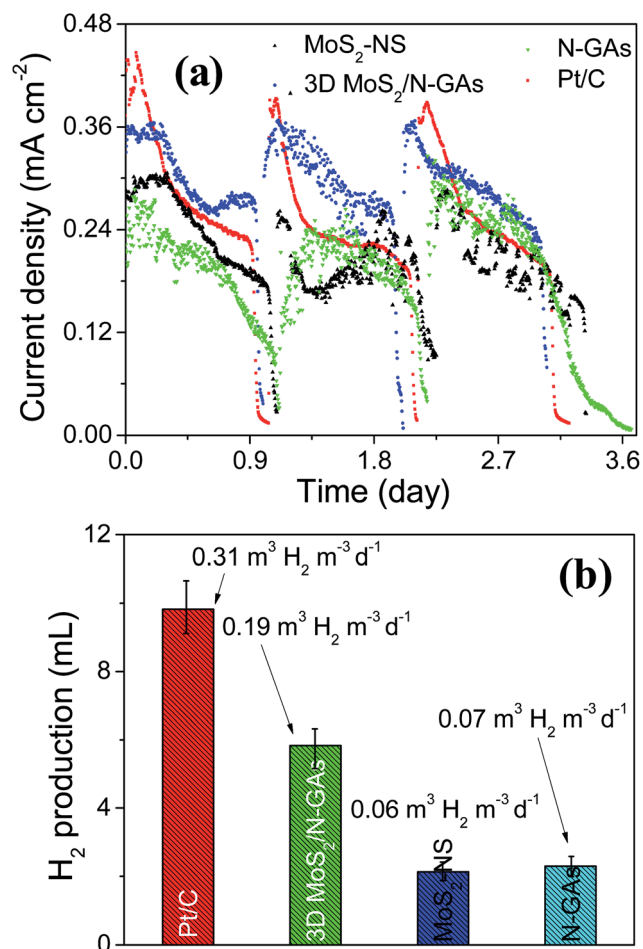 0.48
0.36
0.24
0.12
0.00
Current density (mA cm⁻²)
(a)
MoS₂-NS
3D MoS₂/N-GAs
N-GAs
Pt/C
0.0
0.9
1.8
2.7
3.6
Time (day)
12
8
4
0
H₂ production (mL)
(b)
0.31 m³ H₂ m⁻³ d⁻¹
0.19 m³ H₂ m⁻³ d⁻¹
0.07 m³ H₂ m⁻³ d⁻¹
0.06 m³ H₂ m⁻³ d⁻¹
Pt/C
3D MoS₂/N-GAs
MoS₂-NS
N-GAs